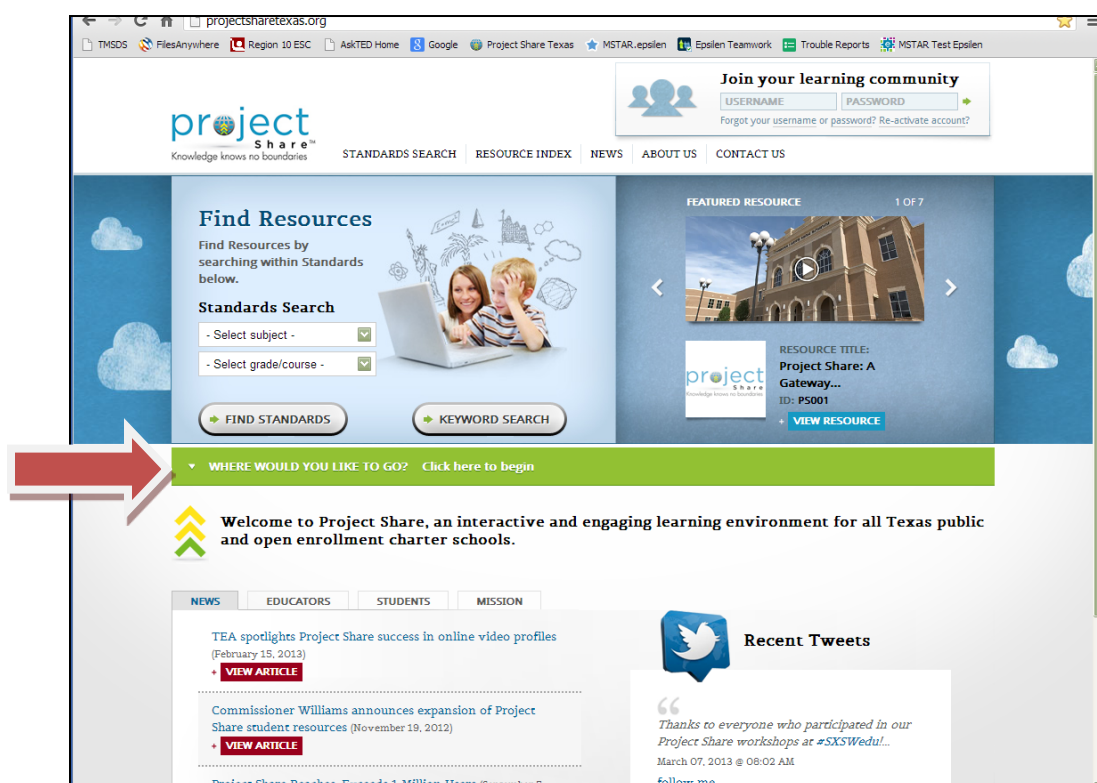 projectsharetexas.org
TMSDS FilesAnywhere Region 10 ESC AskTED Home Google Project Share Texas MSTAR.epsilen Epsilen Teamwork Trouble Reports MSTAR Test Epsilen
Join your learning community
USERNAME PASSWORD
Forgot your username or password? Re-activate account?
project
Share™
Knowledge knows no boundaries
STANDARDS SEARCH RESOURCE INDEX NEWS ABOUT US CONTACT US
Find Resources
Find Resources by
searching within Standards
below.
Standards Search
- Select subject -
- Select grade/course -
FIND STANDARDS KEYWORD SEARCH
FEATURED RESOURCE 1 OF 7
project
Share
Knowledge knows no boundaries
RESOURCE TITLE:
Project Share: A
Gateway...
ID: PS001
+ VIEW RESOURCE
WHERE WOULD YOU LIKE TO GO? Click here to begin
Welcome to Project Share, an interactive and engaging learning environment for all Texas public
and open enrollment charter schools.
NEWS EDUCATORS STUDENTS MISSION
TEA spotlights Project Share success in online video profiles
(February 15, 2013)
+ VIEW ARTICLE
Commissioner Williams announces expansion of Project
Share student resources (November 19, 2012)
+ VIEW ARTICLE
Project Share Reaches, Exceeds 1 Million Users
Recent Tweets
Thanks to everyone who participated in our
Project Share workshops at #SXSWedu!...
March 07, 2013 @ 08:02 AM
follow me